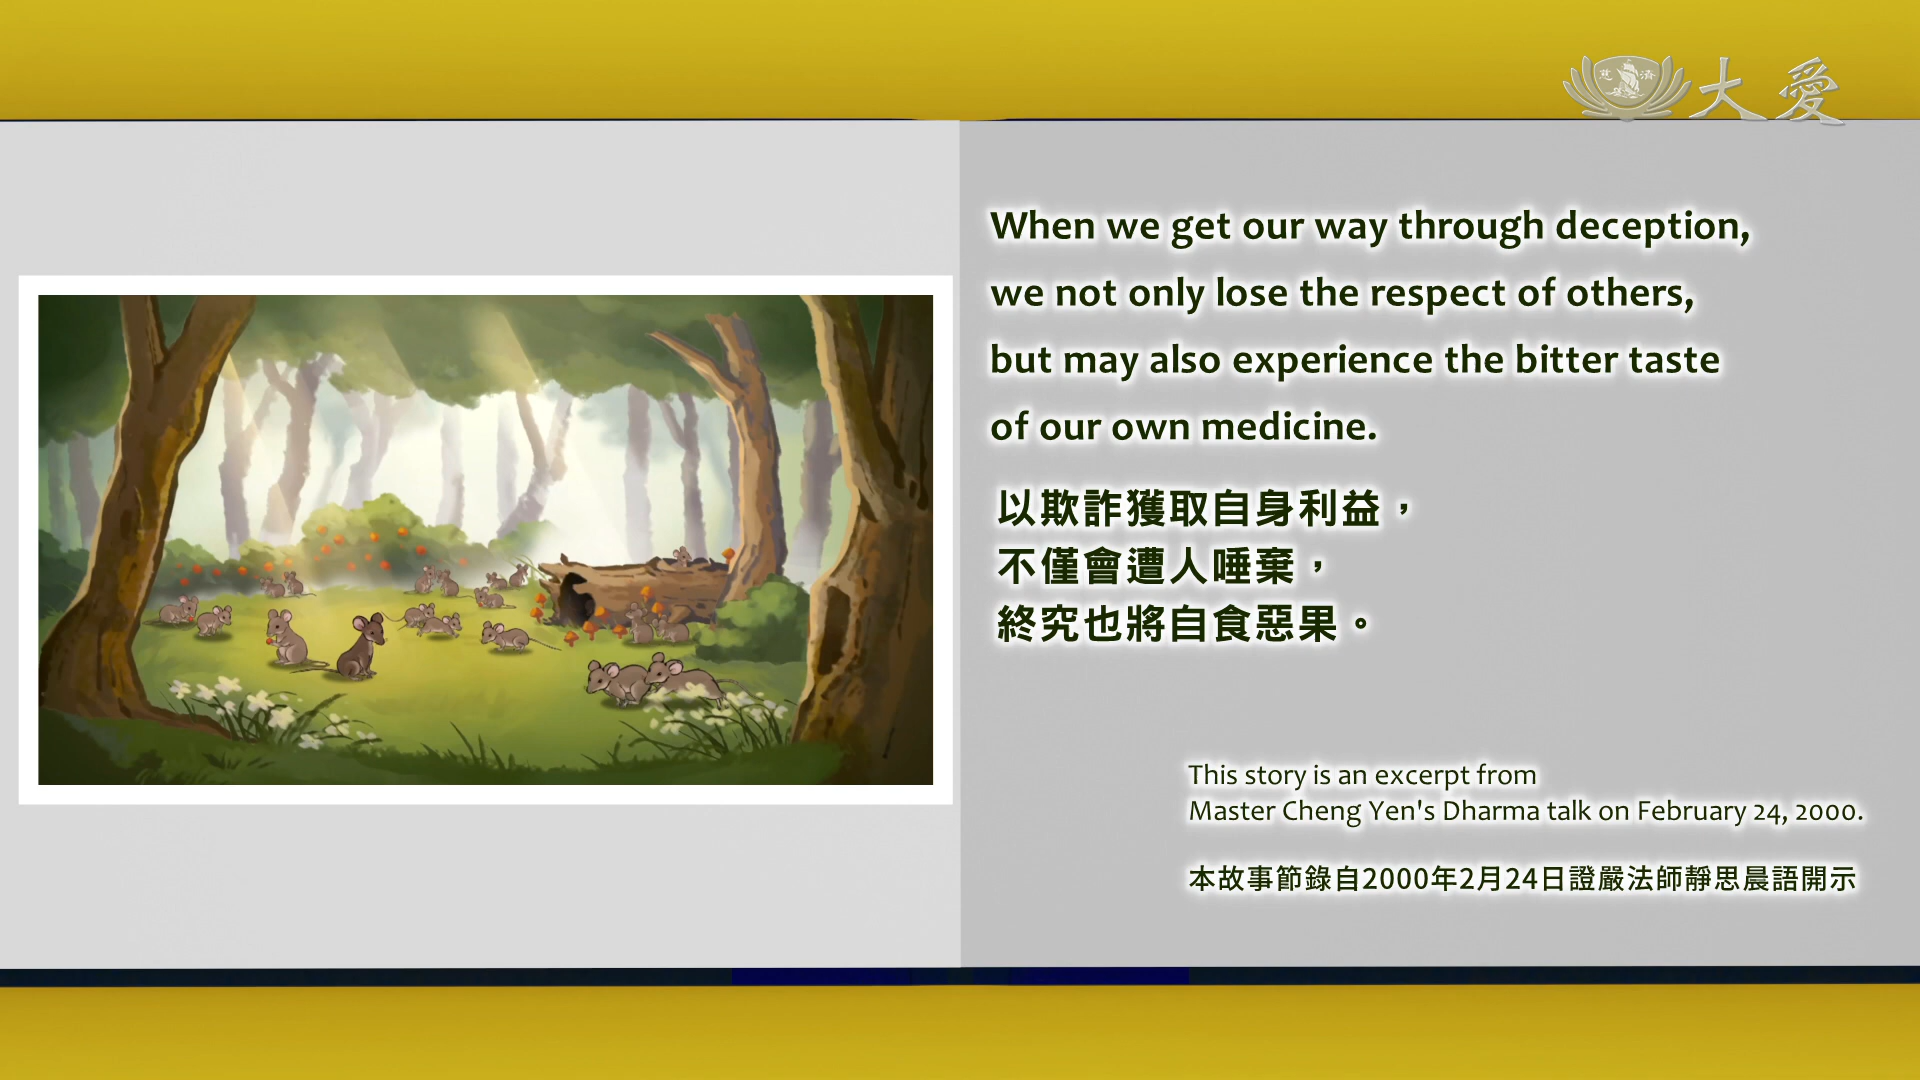 慈濟
大愛
When we get our way through deception,
we not only lose the respect of others,
but may also experience the bitter taste
of our own medicine.
以欺詐獲取自身利益，
不僅會遭人唾棄，
終究也將自食惡果。
This story is an excerpt from
Master Cheng Yen's Dharma talk on February 24, 2000.
本故事節錄自2000年2月24日證嚴法師靜思晨語開示